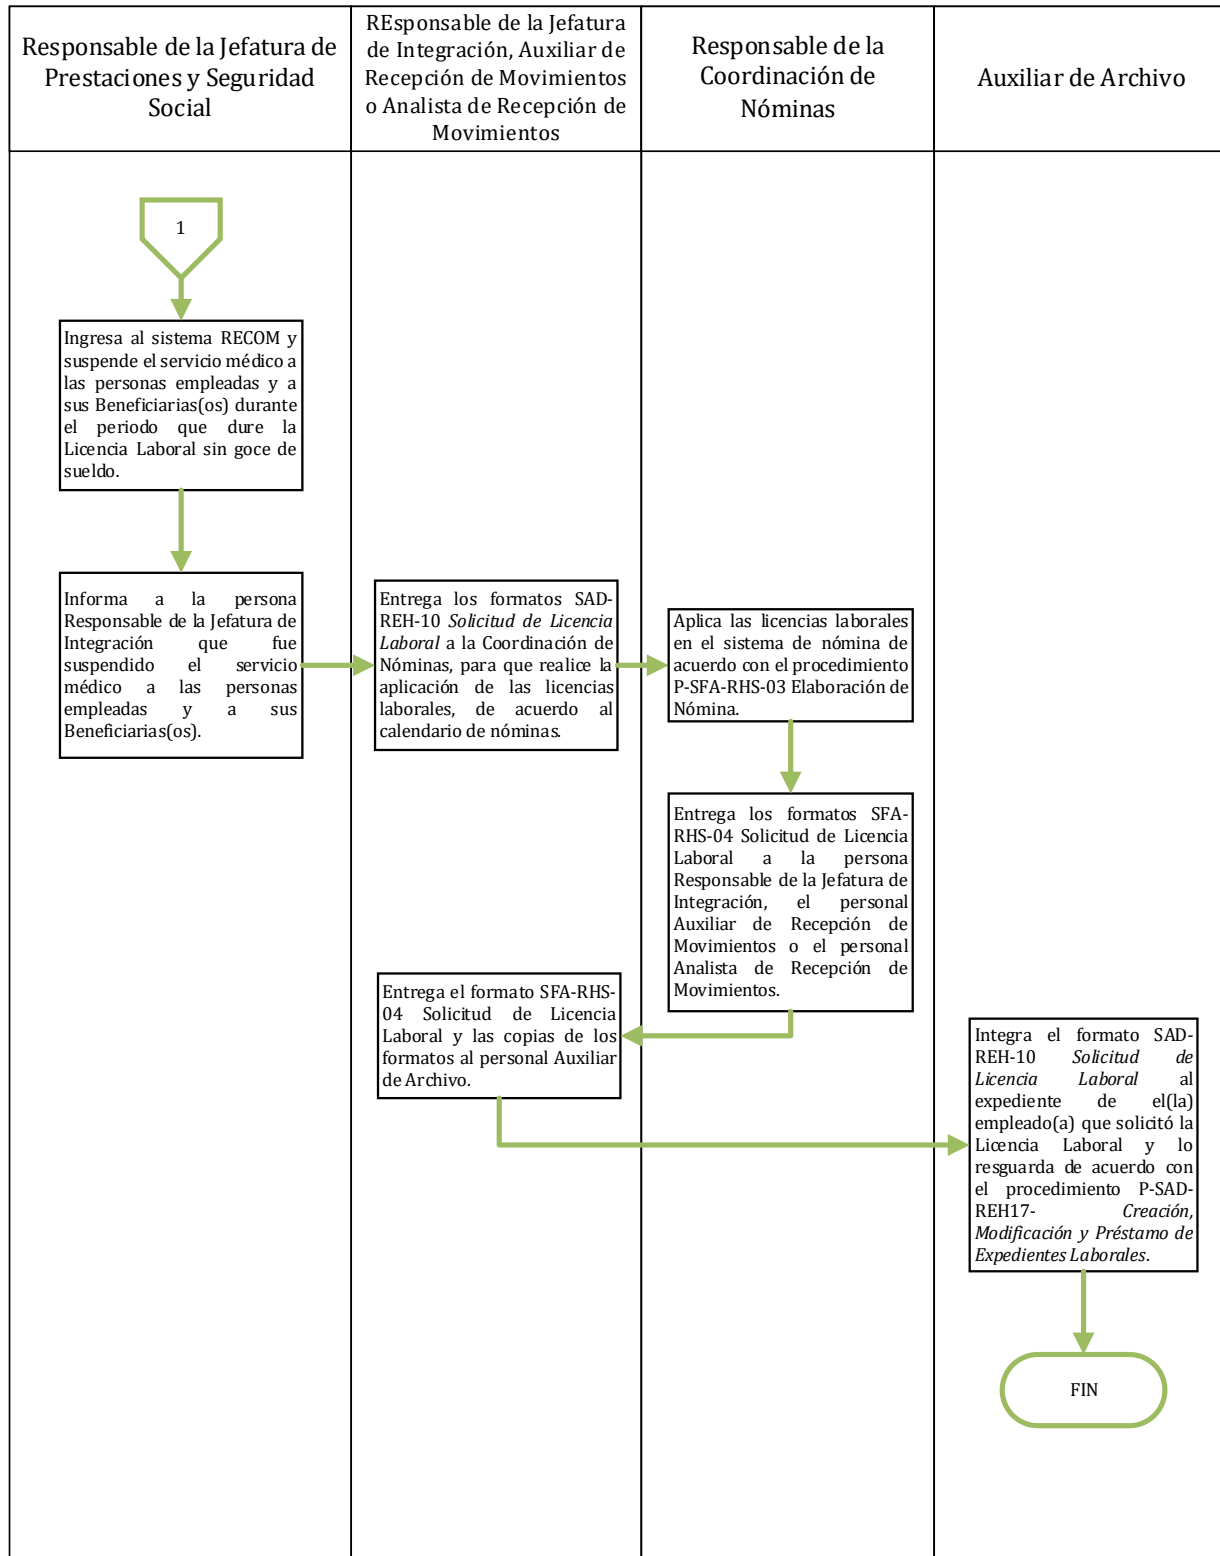 Responsable de la Jefatura de
Prestaciones y Seguridad
Social
REsponsable de la Jefatura
de Integración, Auxiliar de
Recepción de Movimientos
o Analista de Recepción de
Movimientos
Responsable de la
Coordinación de
Nóminas
Auxiliar de Archivo
1
Ingresa al sistema RECOM y
suspende el servicio médico a
las personas empleadas y a
sus Beneficiarias(os) durante
el periodo que dure la
Licencia Laboral sin goce de
sueldo.
Informa a la persona
Responsable de la Jefatura de
Integración que fue
suspendido el servicio
médico a las personas
empleadas y a sus
Beneficiarias(os).
Entrega los formatos SAD-
REH-10 Solicitud de Licencia
Laboral a la Coordinación de
Nóminas, para que realice la
aplicación de las licencias
laborales, de acuerdo al
calendario de nóminas.
Aplica las licencias laborales
en el sistema de nómina de
acuerdo con el procedimiento
P-SFA-RHS-03 Elaboración de
Nómina.
Entrega los formatos SFA-
RHS-04 Solicitud de Licencia
Laboral a la persona
Responsable de la Jefatura de
Integración, el personal
Auxiliar de Recepción de
Movimientos o el personal
Analista de Recepción de
Movimientos.
Entrega el formato SFA-RHS-
04 Solicitud de Licencia
Laboral y las copias de los
formatos al personal Auxiliar
de Archivo.
Integra el formato SAD-
REH-10 Solicitud de
Licencia Laboral al
expediente de el(la)
empleado(a) que solicitó la
Licencia Laboral y lo
resguarda de acuerdo con
el procedimiento P-SAD-
REH17- Creación,
Modificación y Préstamo de
Expedientes Laborales.
FIN